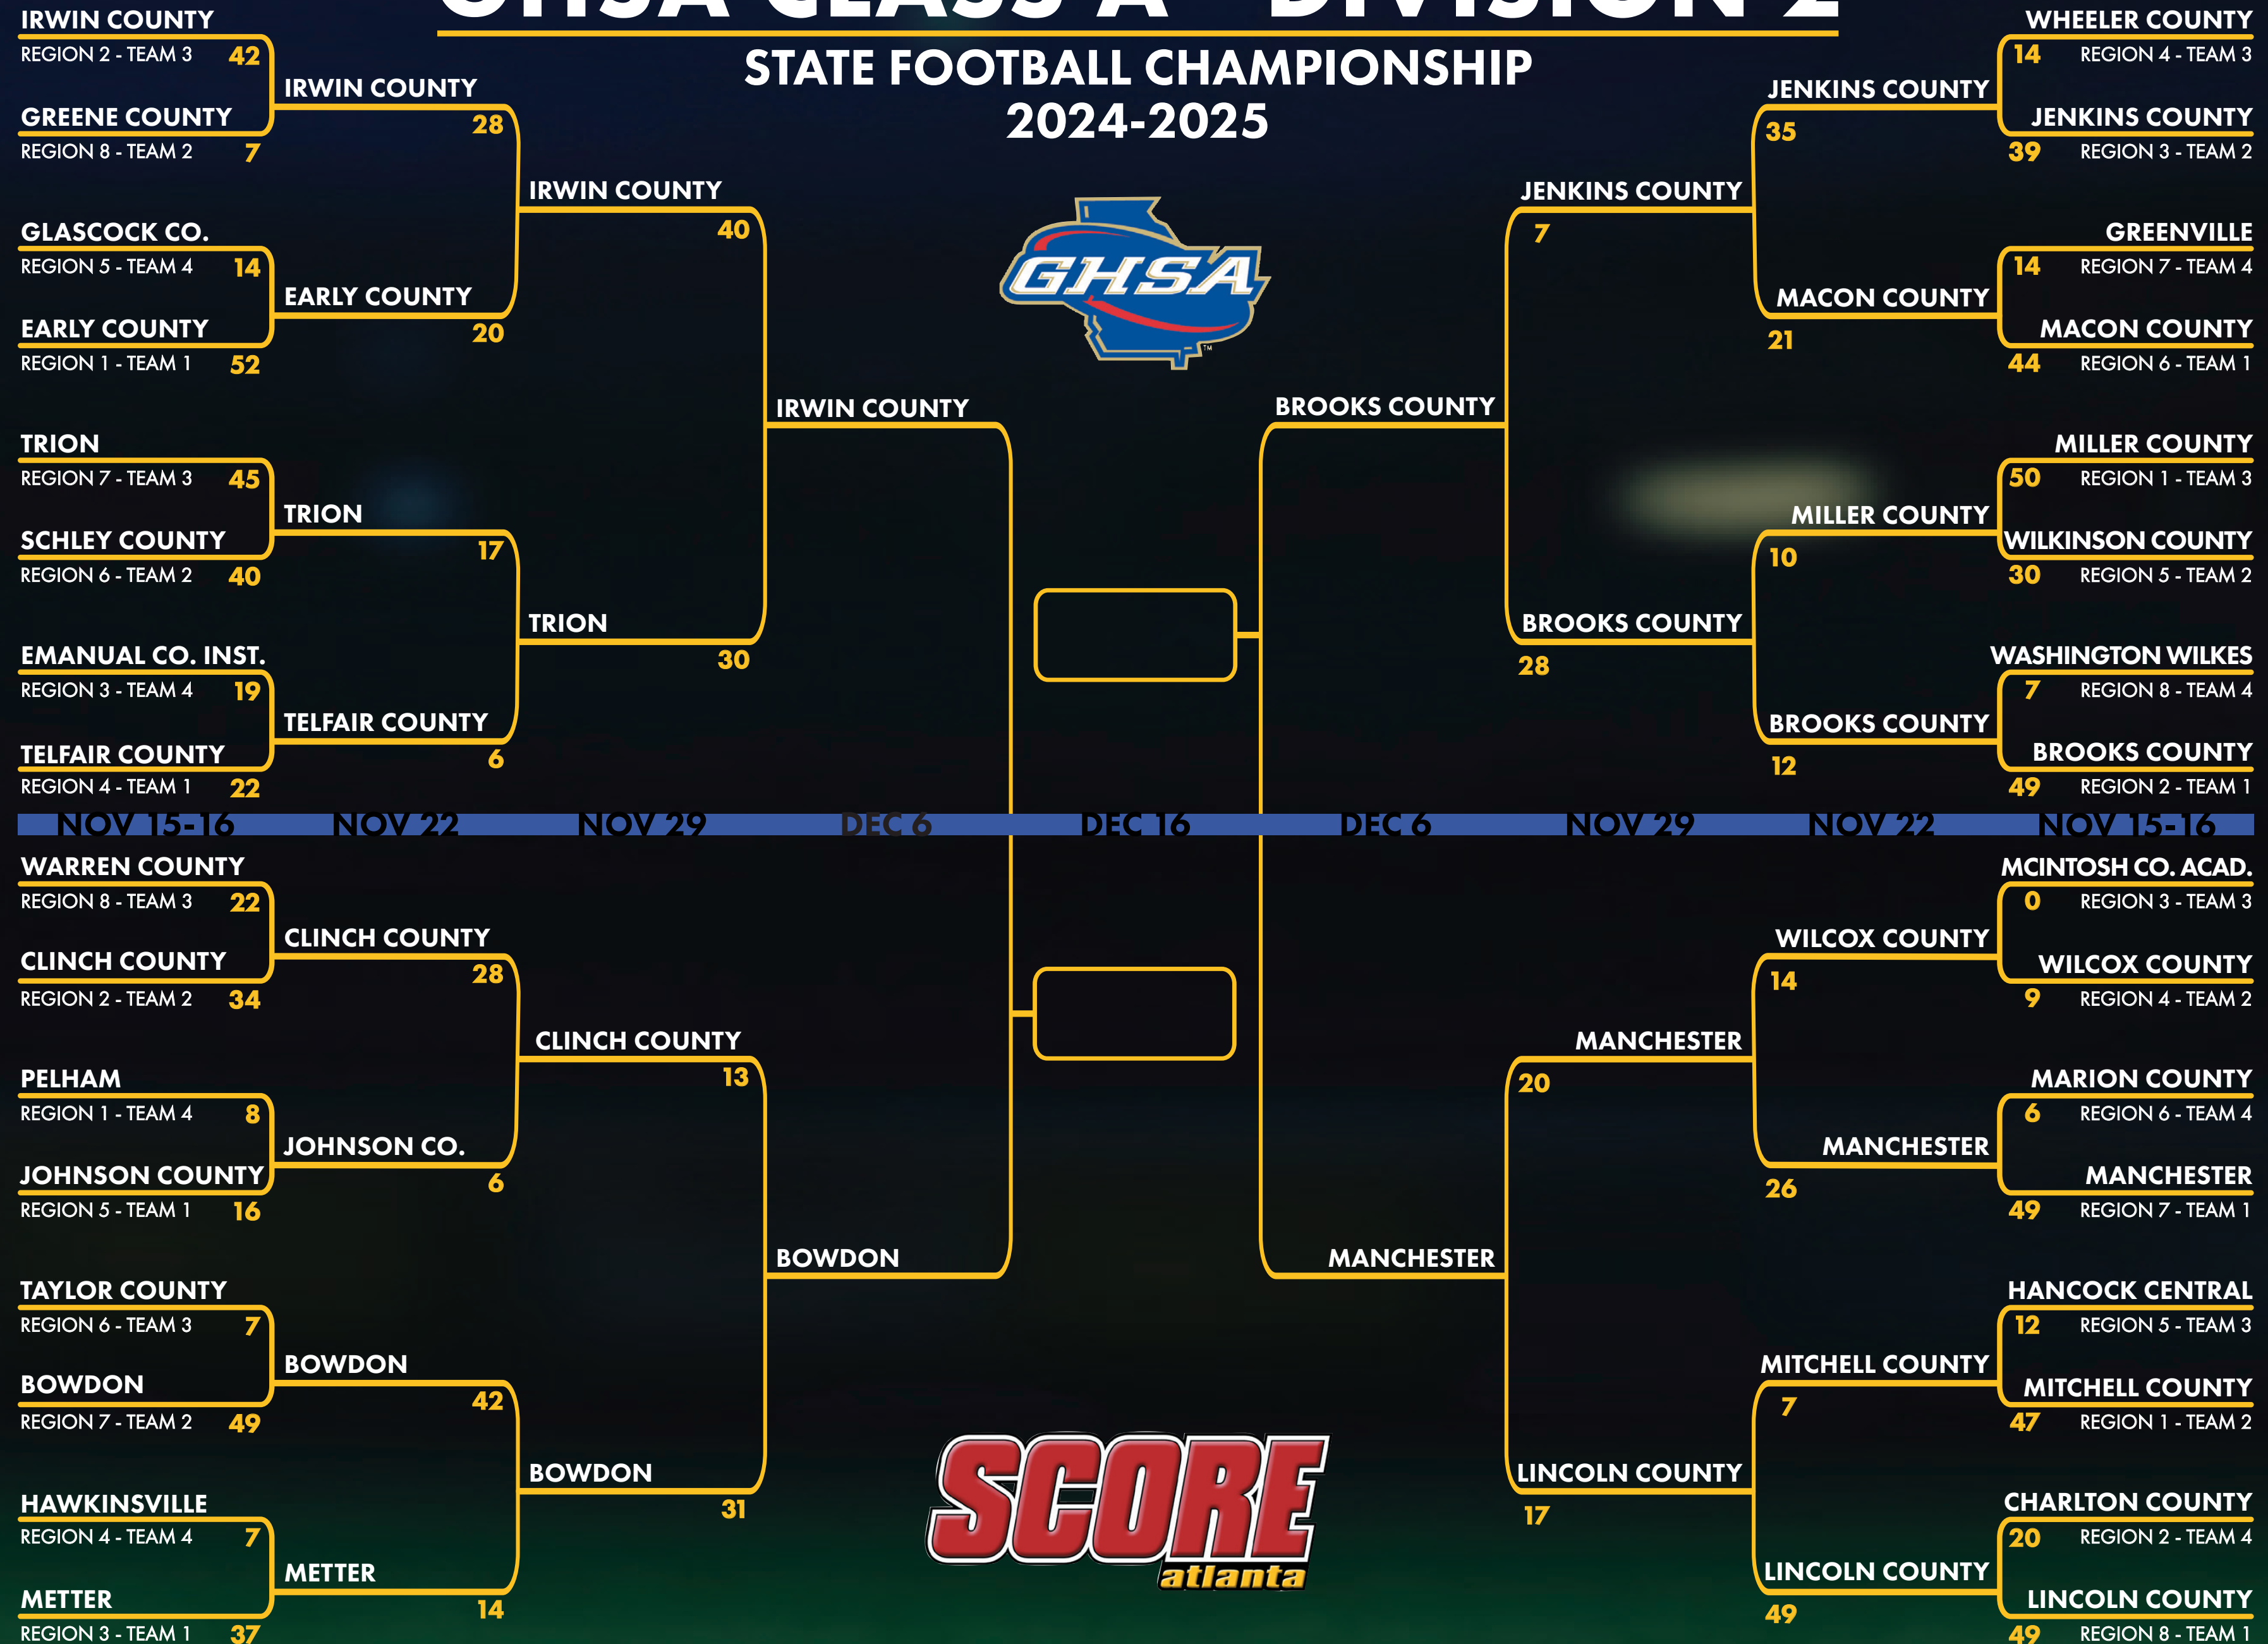 GHSA CLASS A - DIVISION 2
STATE FOOTBALL CHAMPIONSHIP
2024-2025
IRWIN COUNTY
REGION 2 - TEAM 3 42
GREENE COUNTY
REGION 8 - TEAM 2 7
GLASCOCK CO.
REGION 5 - TEAM 4 14
EARLY COUNTY
REGION 1 - TEAM 1 52
TRION
REGION 7 - TEAM 3 45
SCHLEY COUNTY
REGION 6 - TEAM 2 40
EMANUAL CO. INST.
REGION 3 - TEAM 4 19
TELFAIR COUNTY
REGION 4 - TEAM 1 22
IRWIN COUNTY
28
EARLY COUNTY
20
TRION
17
TELFAIR COUNTY
6
IRWIN COUNTY
40
TRION
30
IRWIN COUNTY
GHSA
TM
BROOKS COUNTY
JENKINS COUNTY
7
BROOKS COUNTY
28
JENKINS COUNTY
35
MACON COUNTY
21
MILLER COUNTY
10
BROOKS COUNTY
12
WHEELER COUNTY
14 REGION 4 - TEAM 3
JENKINS COUNTY
39 REGION 3 - TEAM 2
GREENVILLE
14 REGION 7 - TEAM 4
MACON COUNTY
44 REGION 6 - TEAM 1
MILLER COUNTY
50 REGION 1 - TEAM 3
WILKINSON COUNTY
30 REGION 5 - TEAM 2
WASHINGTON WILKES
7 REGION 8 - TEAM 4
BROOKS COUNTY
49 REGION 2 - TEAM 1
NOV 15-16 NOV 22 NOV 29 DEC 6 DEC 16 DEC 6 NOV 29 NOV 22 NOV 15-16
WARREN COUNTY
REGION 8 - TEAM 3 22
CLINCH COUNTY
REGION 2 - TEAM 2 34
PELHAM
REGION 1 - TEAM 4 8
JOHNSON COUNTY
REGION 5 - TEAM 1 16
TAYLOR COUNTY
REGION 6 - TEAM 3 7
BOWDON
REGION 7 - TEAM 2 49
HAWKINSVILLE
REGION 4 - TEAM 4 7
METTER
REGION 3 - TEAM 1 37
CLINCH COUNTY
28
JOHNSON CO.
6
BOWDON
42
METTER
14
CLINCH COUNTY
13
BOWDON
31
BOWDON
SCORE
atlanta
MANCHESTER
MANCHESTER
20
LINCOLN COUNTY
17
WILCOX COUNTY
14
MANCHESTER
26
MITCHELL COUNTY
7
LINCOLN COUNTY
49
MCINTOSH CO. ACAD.
0 REGION 3 - TEAM 3
WILCOX COUNTY
9 REGION 4 - TEAM 2
MARION COUNTY
6 REGION 6 - TEAM 4
MANCHESTER
49 REGION 7 - TEAM 1
HANCOCK CENTRAL
12 REGION 5 - TEAM 3
MITCHELL COUNTY
47 REGION 1 - TEAM 2
CHARLTON COUNTY
20 REGION 2 - TEAM 4
LINCOLN COUNTY
49 REGION 8 - TEAM 1